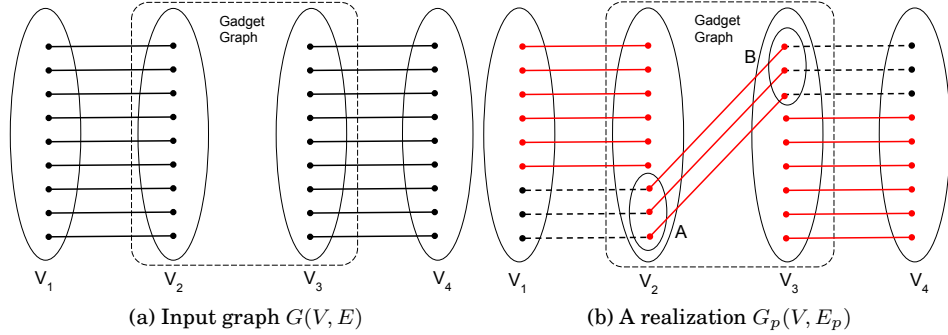 Gadget
Graph
V1
V2
V3
V4
(a) Input graph G(V, E)
Gadget
Graph
B
A
V1
V2
V3
V4
(b) A realization Gp(V, Ep)